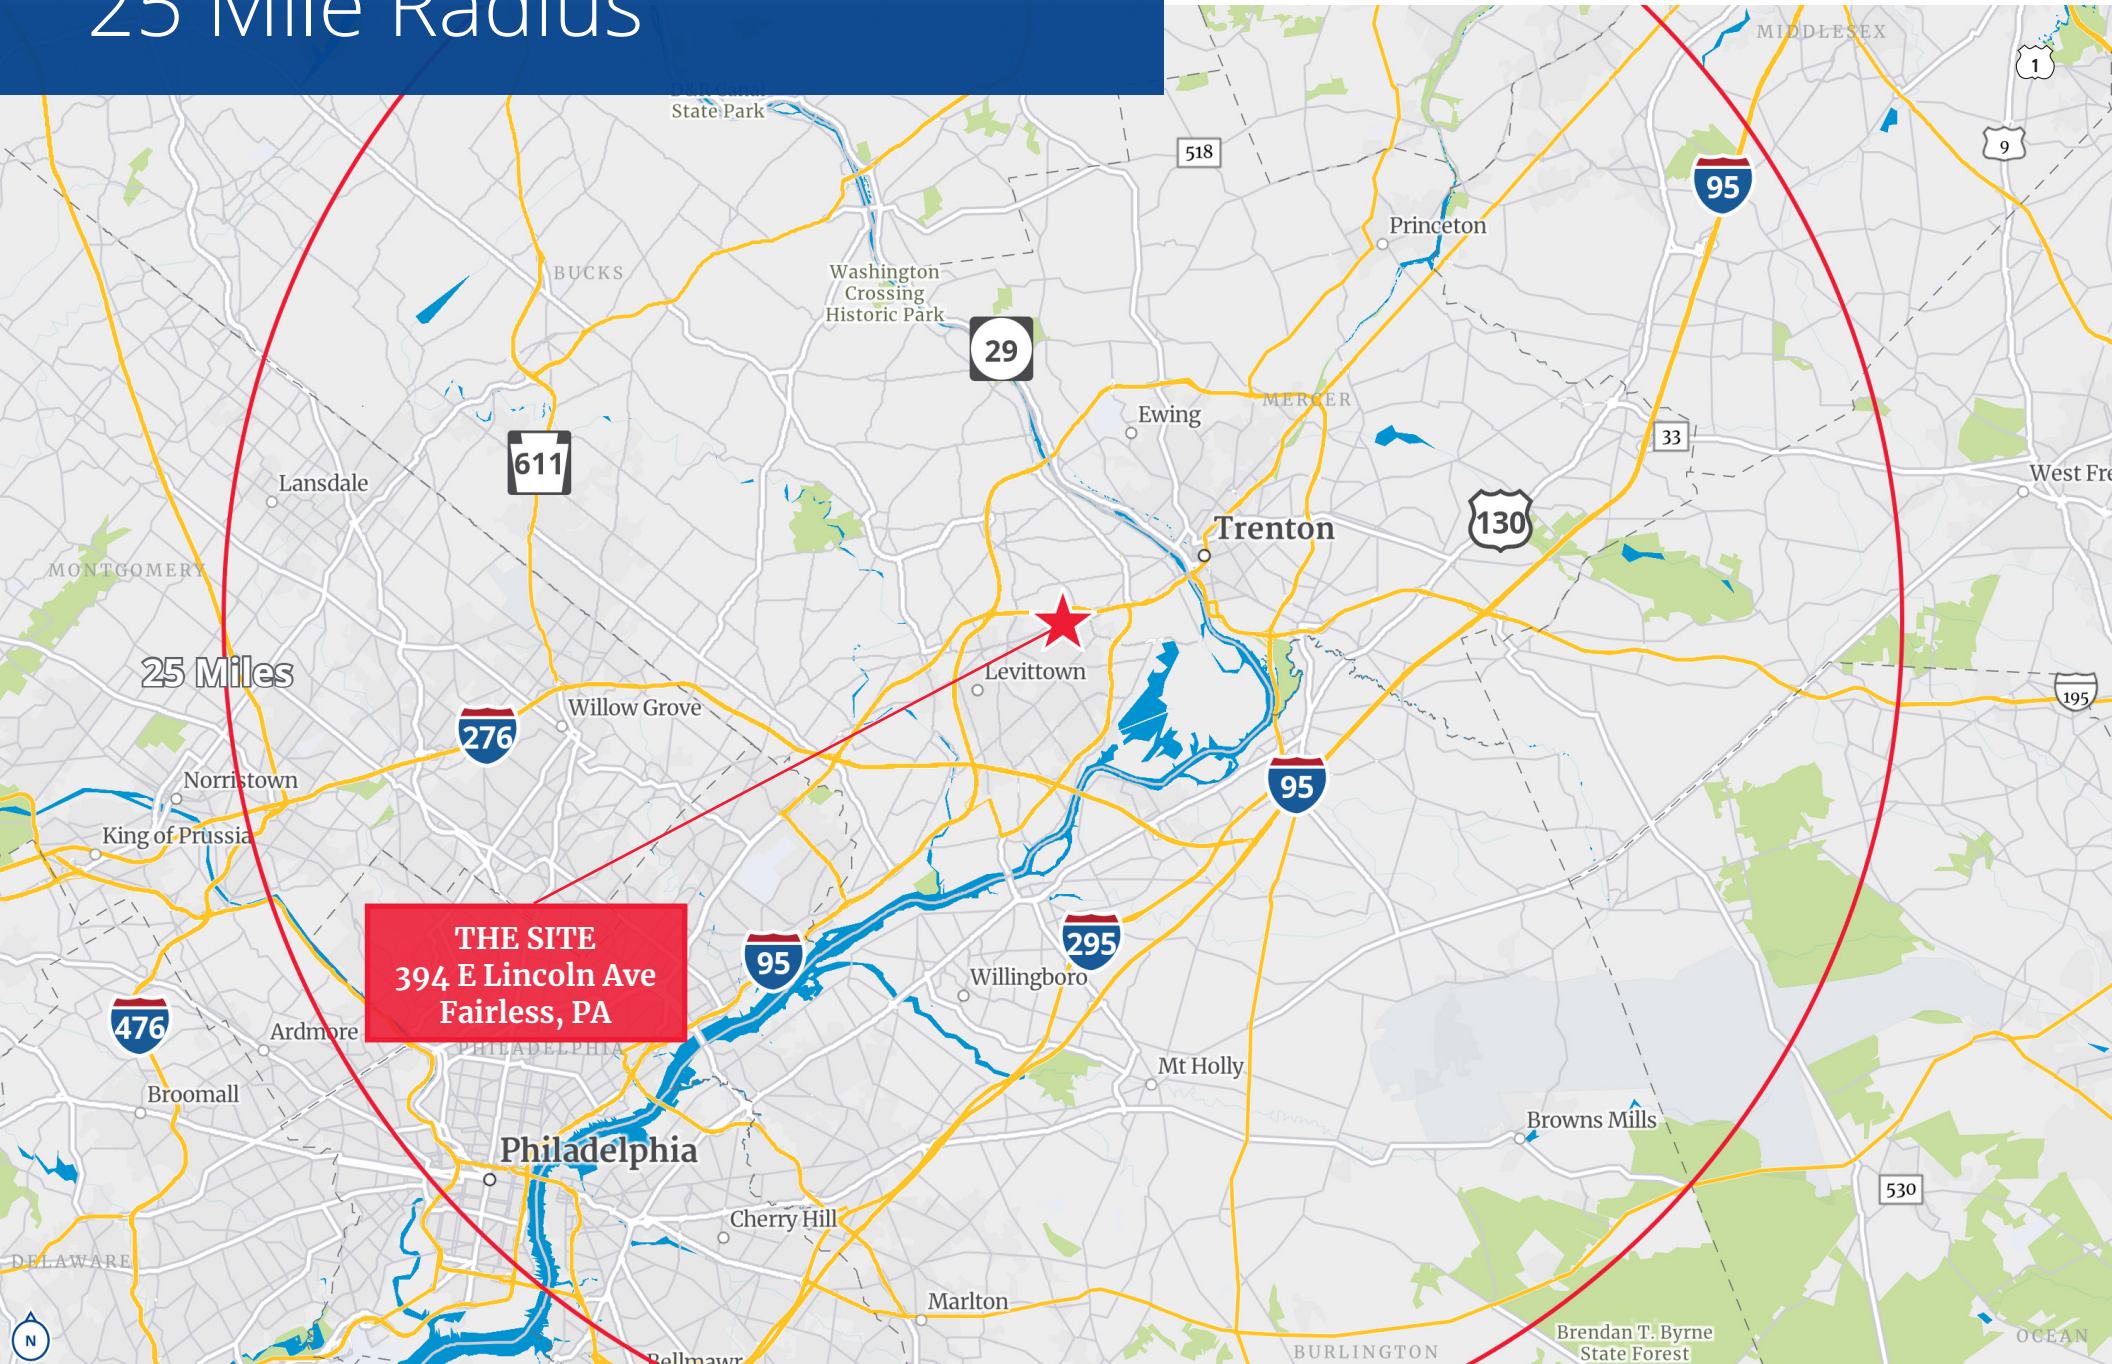 25 Mile Radius
MIDDLESEX
1
D&R Canal
State Park
518
9
95
Princeton
BUCKS
Washington
Crossing
Historic Park
29
MERCER
Ewing
33
611
West Fre
Lansdale
130
Trenton
MONTGOMERY
25 Miles
Levittown
195
Willow Grove
276
Norristown
95
King of Prussia
THE SITE
394 E Lincoln Ave
Fairless, PA
295
95
Willingboro
476
Ardmore
PHILADELPHIA
Mt Holly
Broomall
Browns Mills
Philadelphia
530
Cherry Hill
DELAWARE
Marlton
N
Brendan T. Byrne
State Forest
OCEAN
BURLINGTON
Bellmawr